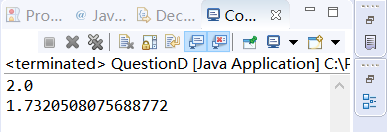 Pro
@ Jav
Dec
Co
<terminated> QuestionD [Java Application] C:\P
2.0
1.7320508075688772